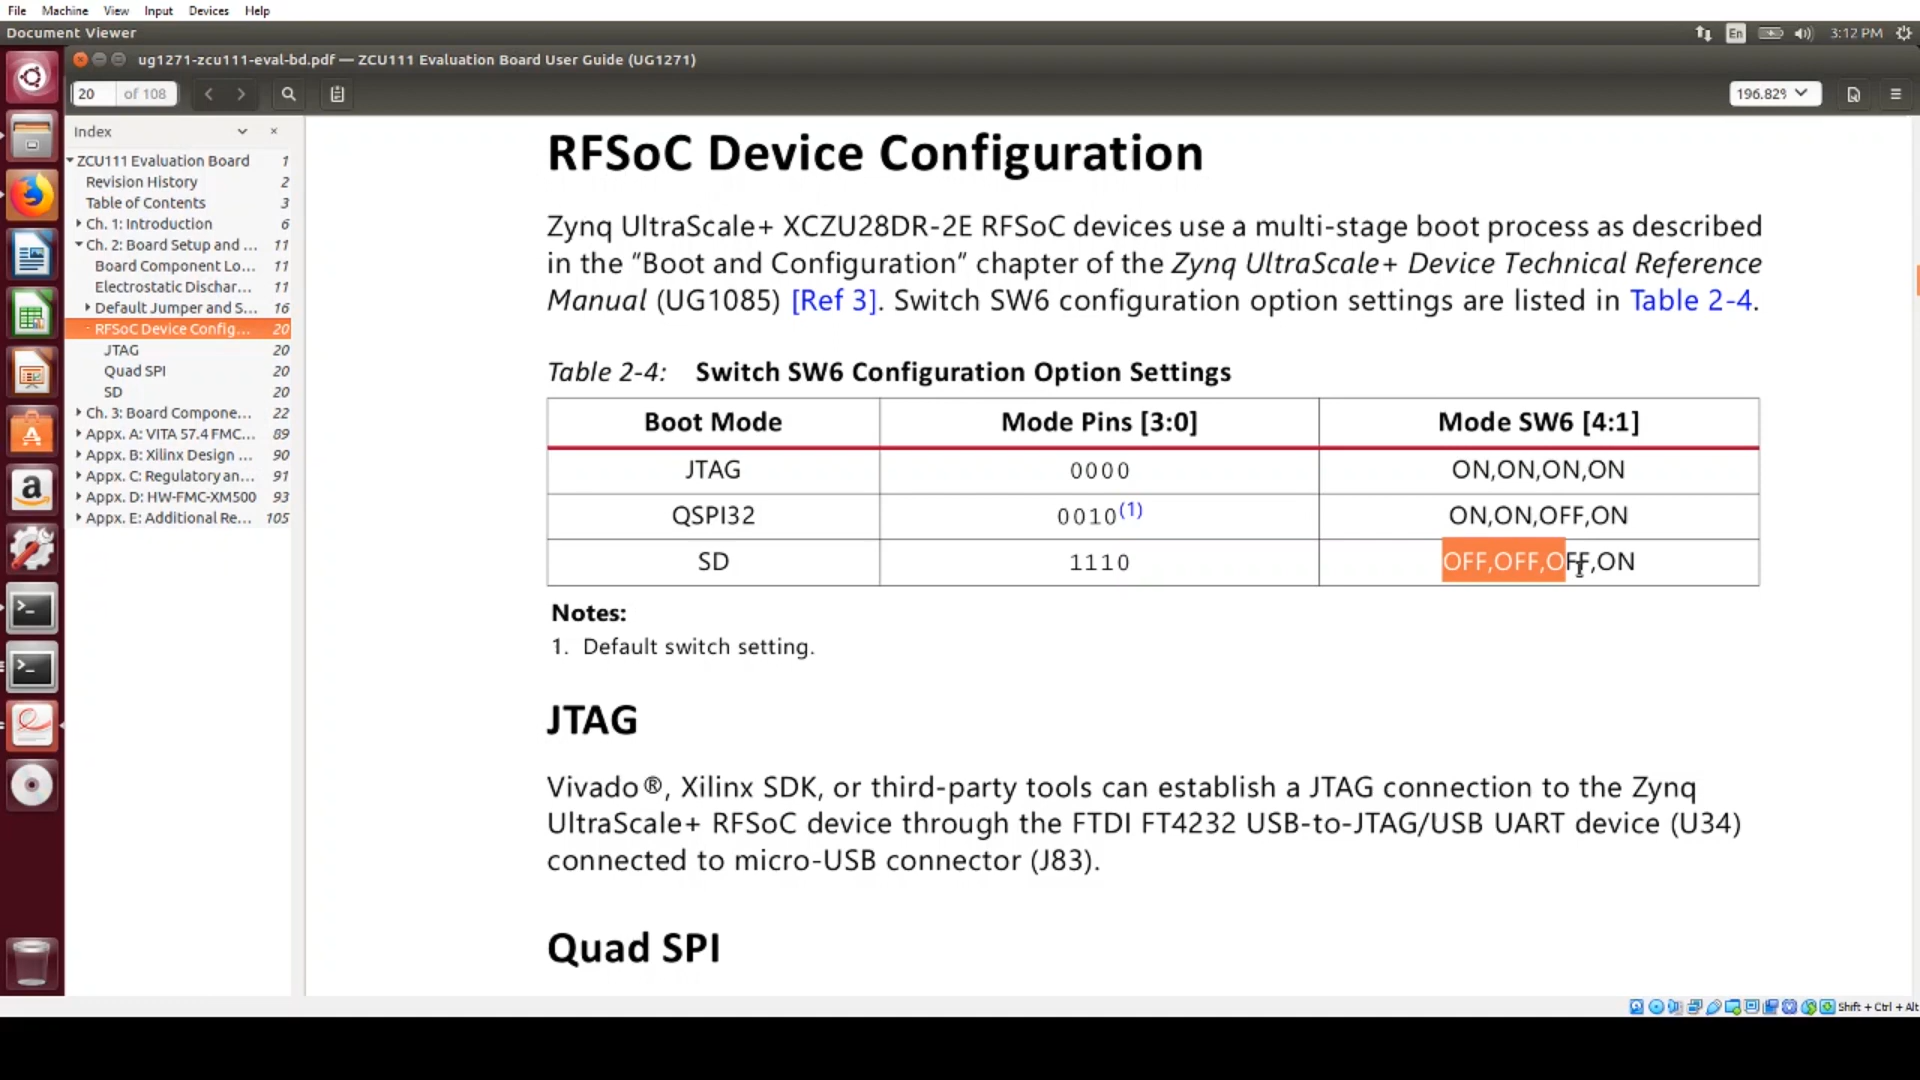 File Machine View Input Devices Help
Document Viewer En 3:12 PM
ug1271-zcu111-eval-bd.pdf — ZCU111 Evaluation Board User Guide (UG1271)
20 of 108 196.82%
Index
ZCU111 Evaluation Board 1
Revision History 2
Table of Contents 3
Ch. 1: Introduction 6
Ch. 2: Board Setup and ... 11
Board Component Lo... 11
Electrostatic Dischar... 11
Default Jumper and S... 16
RFSoC Device Config... 20
JTAG 20
Quad SPI 20
SD 20
Ch. 3: Board Compone... 22
Appx. A: VITA 57.4 FMC... 89
Appx. B: Xilinx Design ... 90
Appx. C: Regulatory an... 91
Appx. D: HW-FMC-XM500 93
Appx. E: Additional Re... 105
RFSoC Device Configuration
Zynq UltraScale+ XCZU28DR-2E RFSoC devices use a multi-stage boot process as described
in the “Boot and Configuration” chapter of the Zynq UltraScale+ Device Technical Reference
Manual (UG1085) [Ref 3]. Switch SW6 configuration option settings are listed in Table 2-4.
Table 2-4: Switch SW6 Configuration Option Settings
Boot Mode Mode Pins [3:0] Mode SW6 [4:1]
JTAG 0000 ON,ON,ON,ON
QSPI32 0010(1) ON,ON,OFF,ON
SD 1110 OFF,OFF,OFF,ON
Notes:
1. Default switch setting.
JTAG
Vivado®, Xilinx SDK, or third-party tools can establish a JTAG connection to the Zynq
UltraScale+ RFSoC device through the FTDI FT4232 USB-to-JTAG/USB UART device (U34)
connected to micro-USB connector (J83).
Quad SPI
Shift + Ctrl + Alt